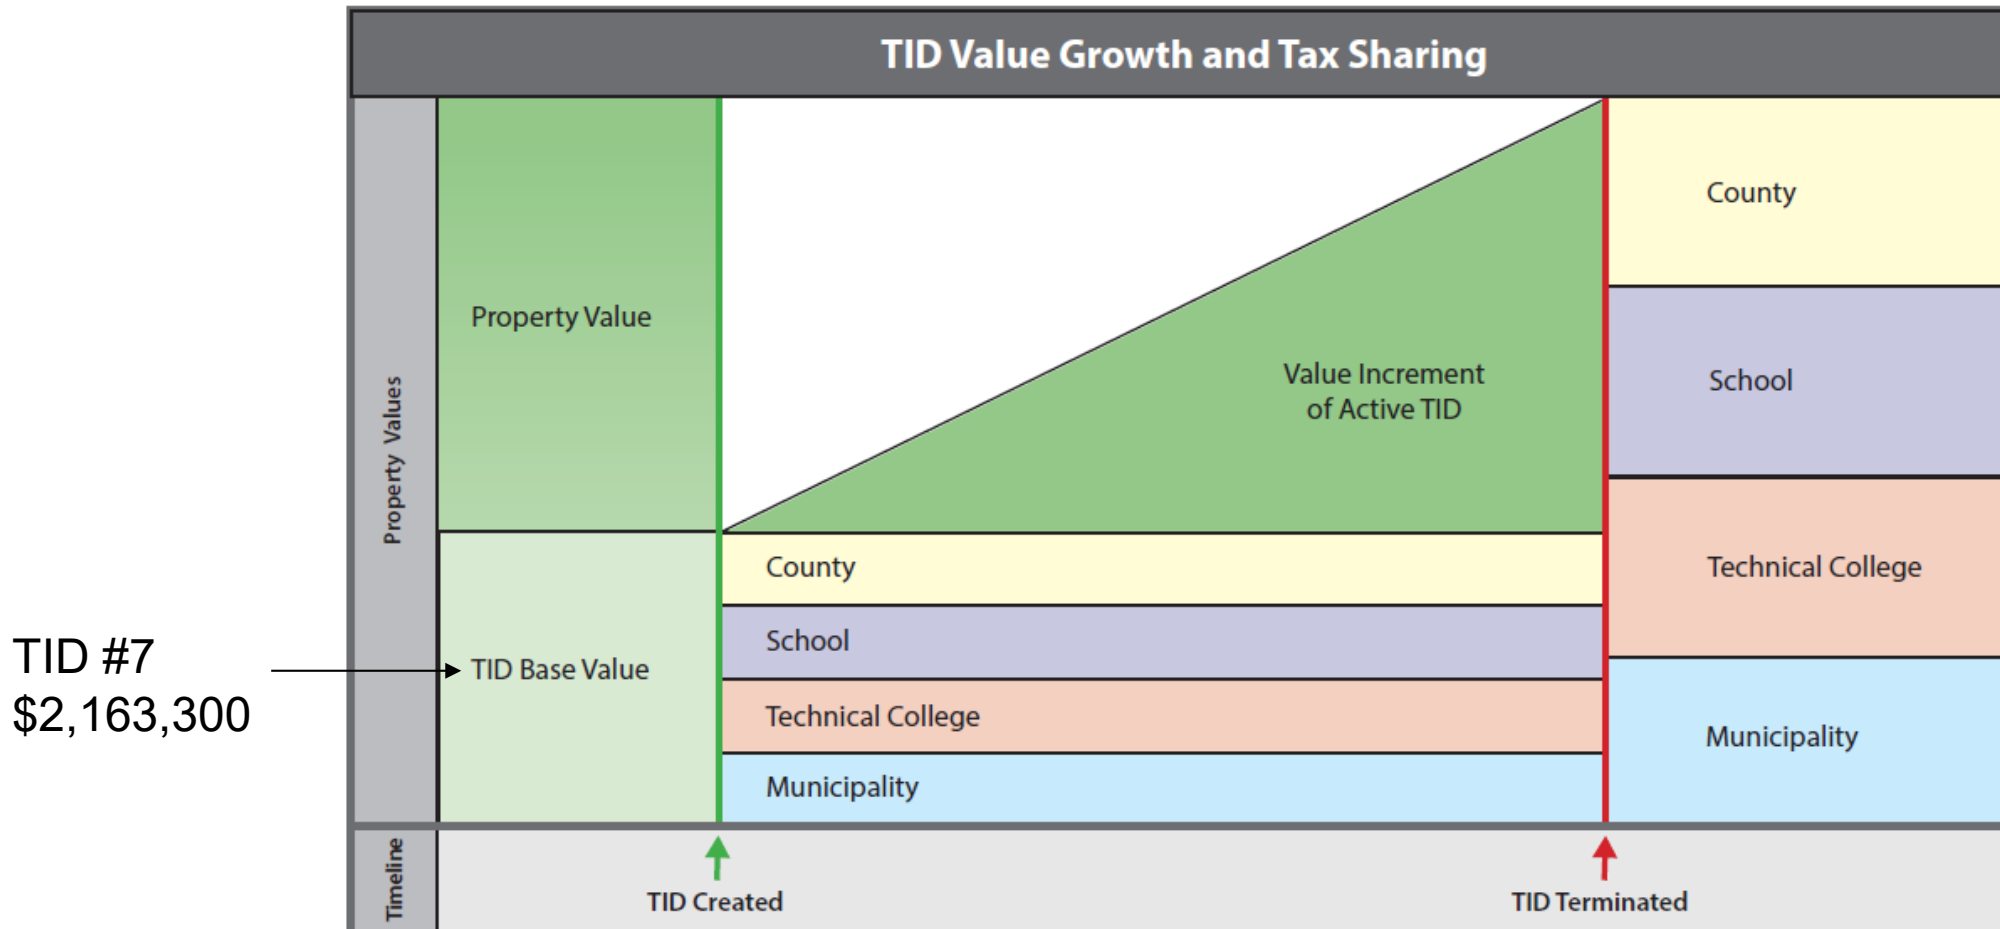 TID Value Growth and Tax Sharing
Property Values
Property Value
Value Increment
of Active TID
TID #7
$2,163,300
TID Base Value
County
School
Technical College
Municipality
County
School
Technical College
Municipality
Timeline
TID Created
TID Terminated